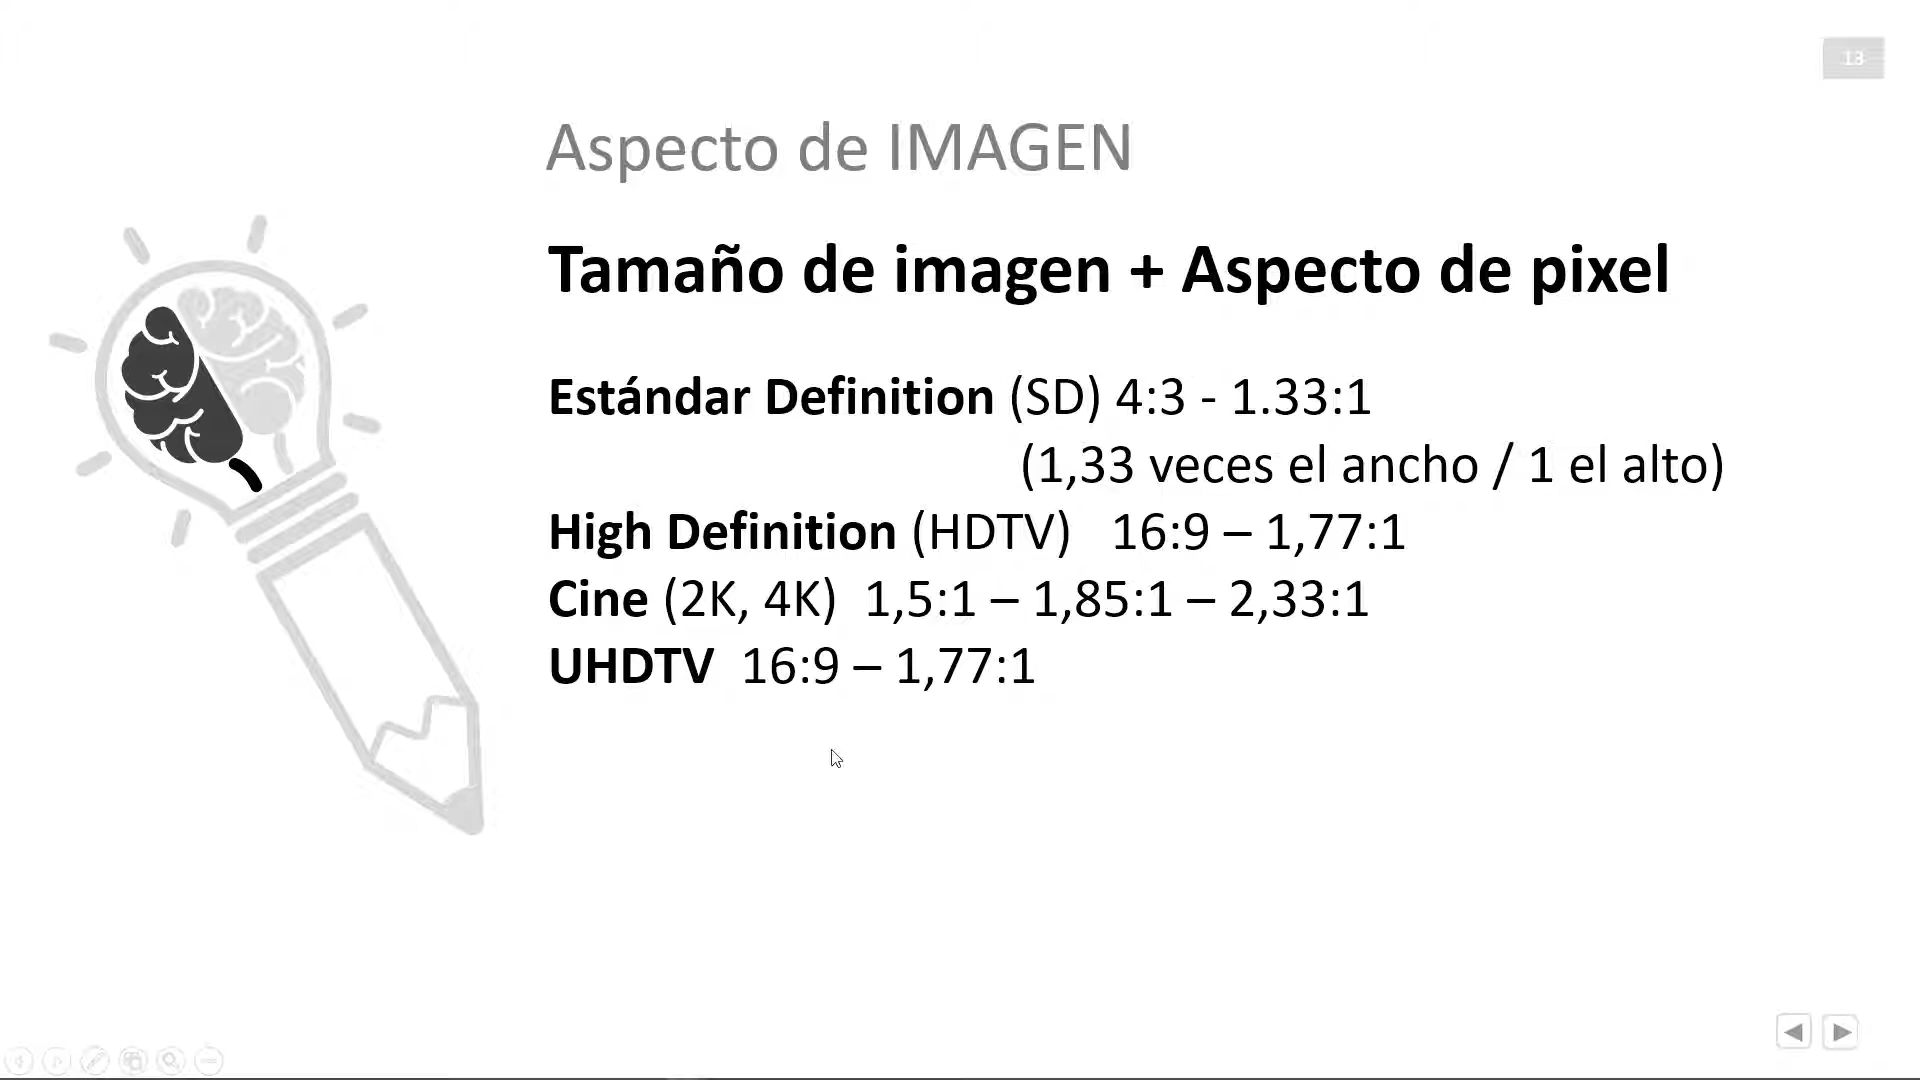 13
Aspecto de IMAGEN
Tamaño de imagen + Aspecto de pixel
Estándar Definition (SD) 4:3 - 1.33:1
(1,33 veces el ancho / 1 el alto)
High Definition (HDTV) 16:9 – 1,77:1
Cine (2K, 4K) 1,5:1 – 1,85:1 – 2,33:1
UHDTV 16:9 – 1,77:1